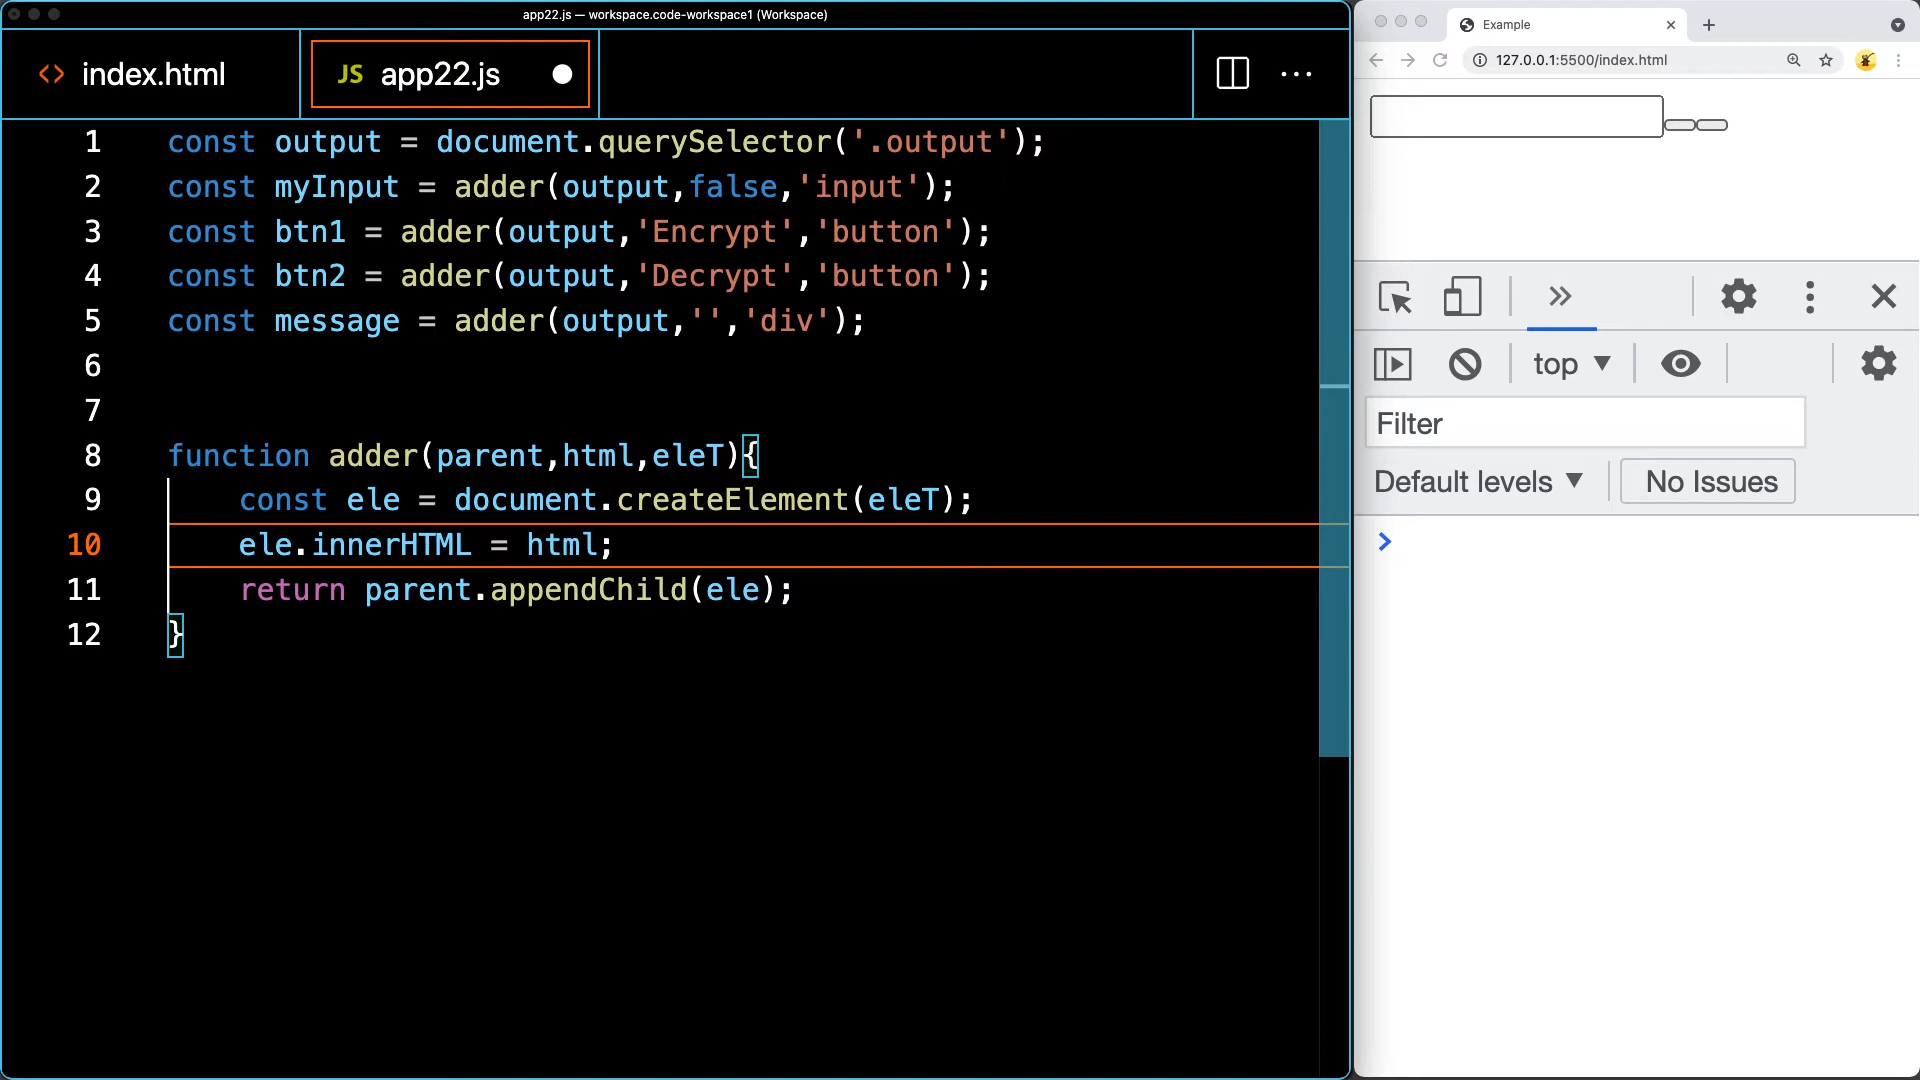 app22.js — workspace.code-workspace1 (Workspace)
<> index.html
JS app22.js
1 const output = document.querySelector('.output');
2 const myInput = adder(output,false,'input');
3 const btn1 = adder(output,'Encrypt','button');
4 const btn2 = adder(output,'Decrypt','button');
5 const message = adder(output,'','div');
6
7
8 function adder(parent,html,eleT){
9 const ele = document.createElement(eleT);
10 ele.innerHTML = html;
11 return parent.appendChild(ele);
12 }
Example
127.0.0.1:5500/index.html
top
Filter
Default levels
No Issues